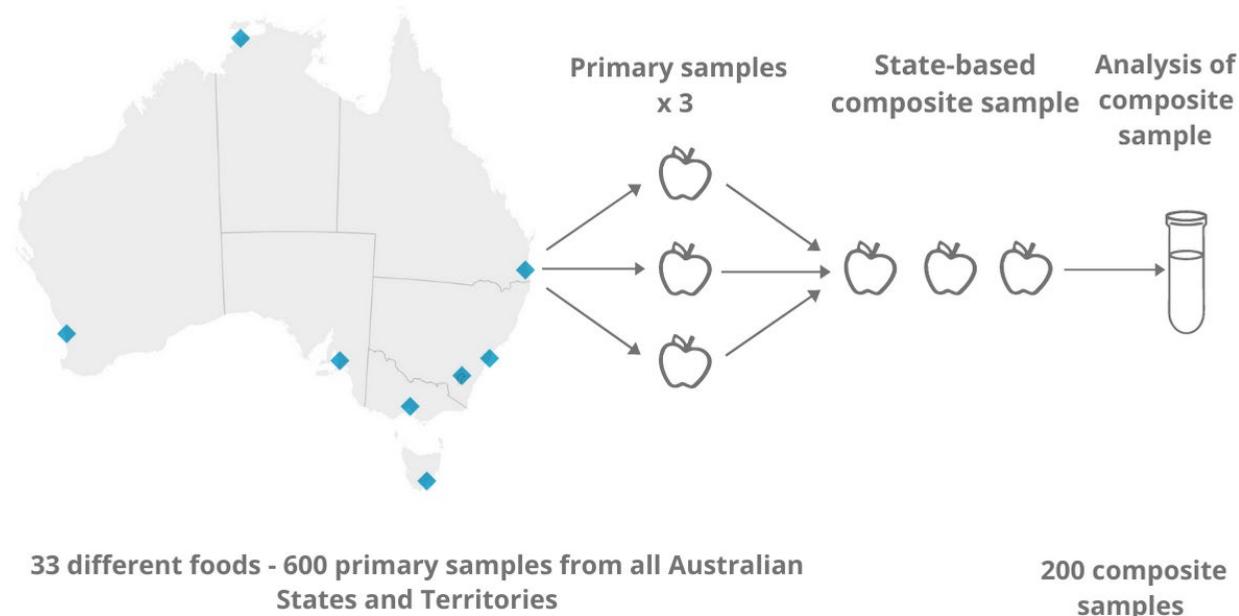 Primary samples
x 3
State-based
composite sample
Analysis of
composite
sample
33 different foods - 600 primary samples from all Australian
States and Territories
200 composite
samples